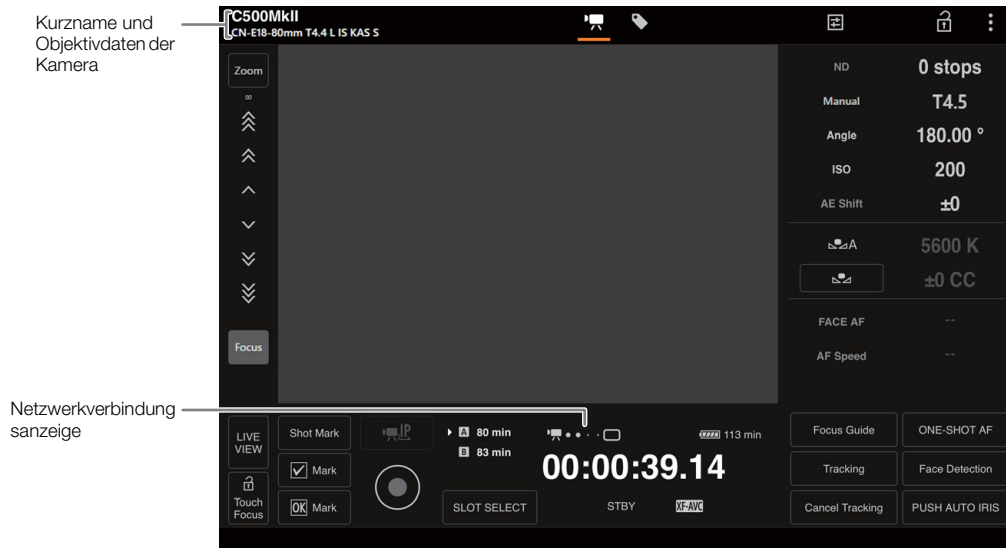 Kurzname und
Objektivdaten der
Kamera
C500MkII
CN-E18-80mm T4.4 L IS KAS S
Zoom
∞
Focus
ND 0 stops
Manual T4.5
Angle 180.00 °
ISO 200
AE Shift ±0
A 5600 K
±0 CC
FACE AF --
AF Speed --
Netzwerkverbindung
sanzeige
LIVE
VIEW
Touch
Focus
Shot Mark
Mark
OK Mark
IP
A 80 min
B 83 min
SLOT SELECT
113 min
00:00:39.14
STBY XF-AVC
Focus Guide ONE-SHOT AF
Tracking Face Detection
Cancel Tracking PUSH AUTO IRIS